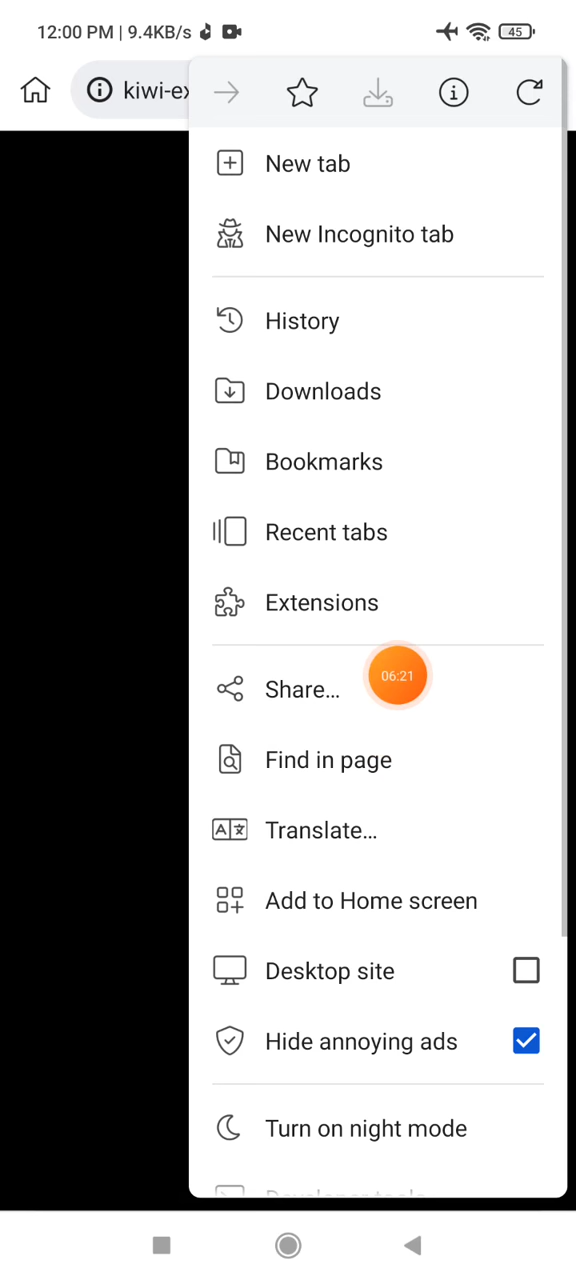 12:00 PM | 9.4KB/s 45
kiwi-ex
New tab
New Incognito tab
History
Downloads
Bookmarks
Recent tabs
Extensions
06:21
Share...
Find in page
Translate...
Add to Home screen
Desktop site
Hide annoying ads
Turn on night mode
Developer tools